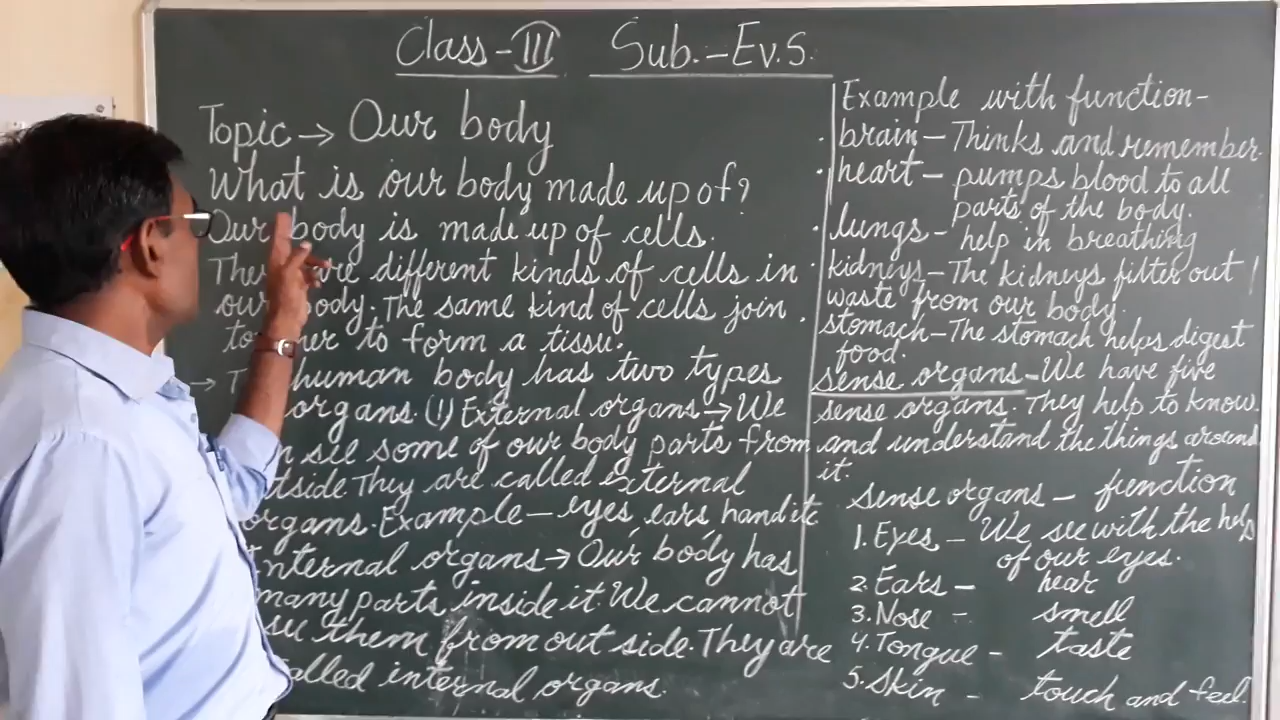 Class-III Sub.-Ev.S.
Topic → Our body
What is our body made up of?
Our body is made up of cells.
are different kinds of cells in
our body. The same kind of cells join
to form a tissue.
→ human body has two types
organs. (1) External organs → We
see some of our body parts from
They are called external
organs. Example- eyes, ears, hand etc
organs → Our body has
many parts inside it. We cannot
see them from out side. They are
internal organs.
Example with function-
brain- Thinks and remember
heart- pumps blood to all
parts of the body.
lungs- help in breathing
kidneys- The kidneys filter out
waste from our body.
stomach- The stomach helps digest
food.
sense organs- We have five
sense organs. They help to know
and understand the things around
it.
sense organs - function
1. Eyes - We see with the help
of our eyes.
2. Ears - hear
3. Nose - smell
4. Tongue - taste
5. Skin - touch and feel.